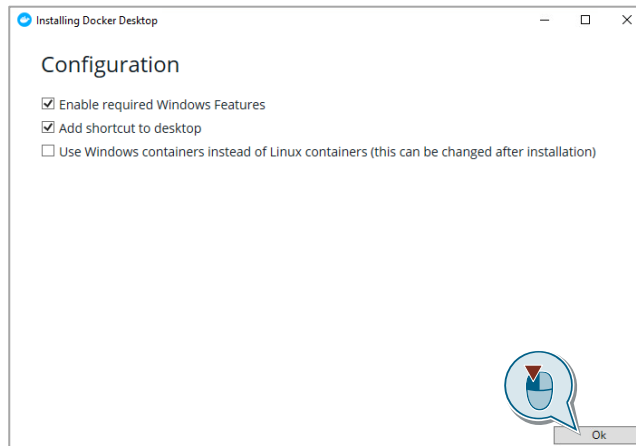 Installing Docker Desktop
Configuration
Enable required Windows Features
Add shortcut to desktop
Use Windows containers instead of Linux containers (this can be changed after installation)
Ok